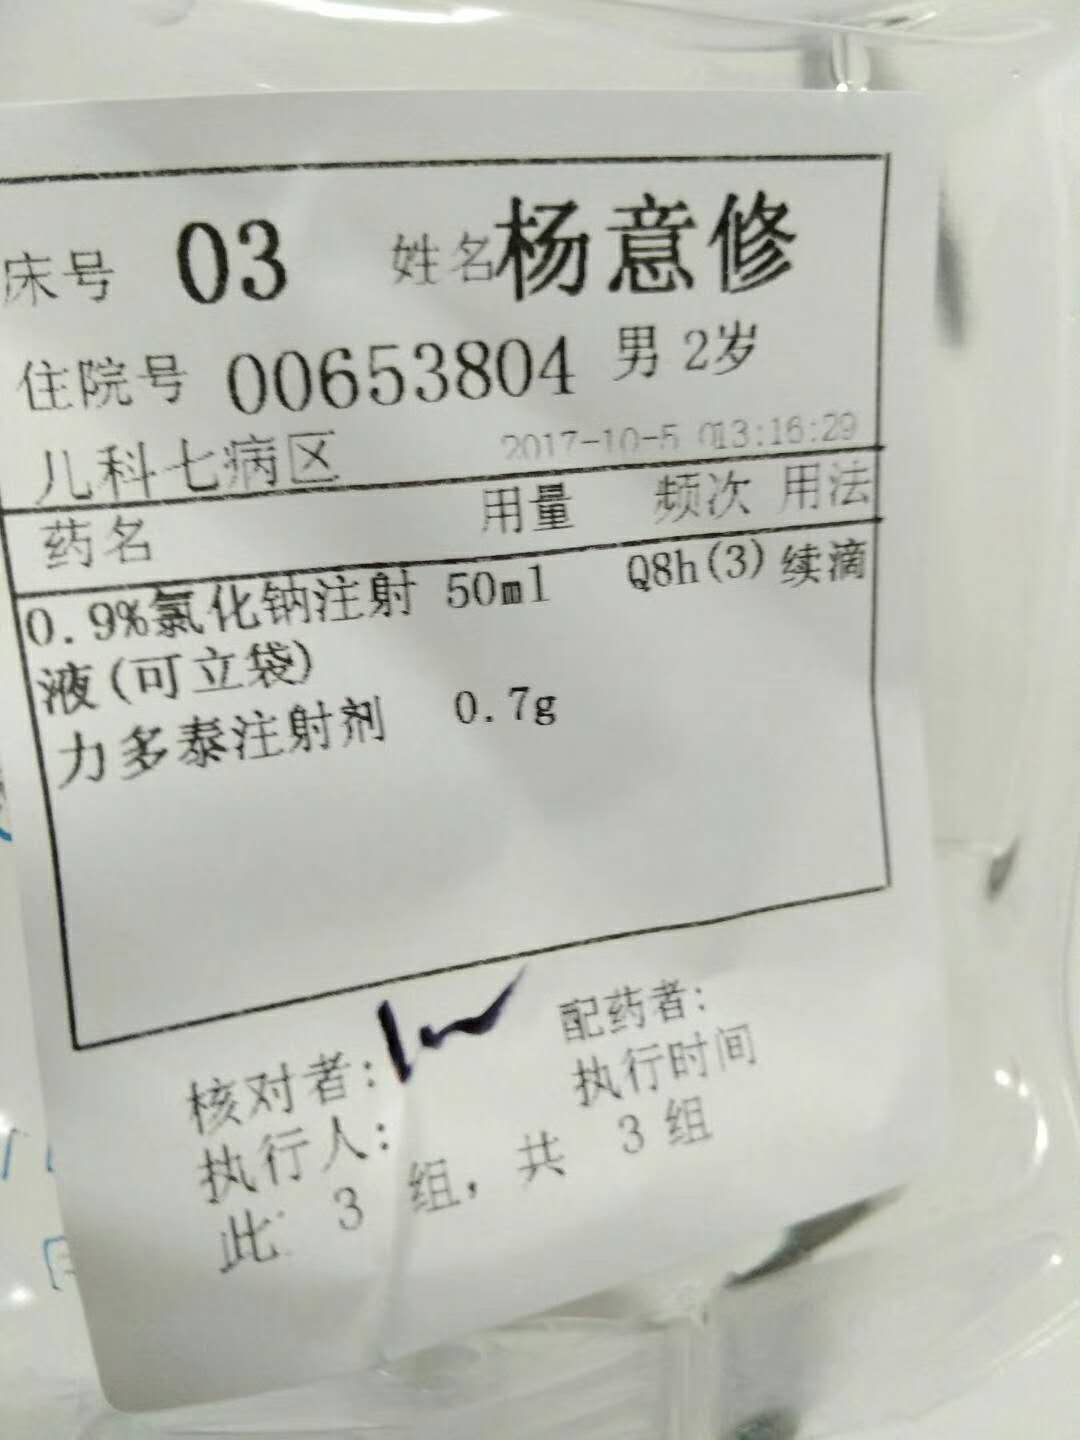 床号 03 姓名 杨意修
住院号 00653804 男 2岁
儿科七病区 2017-10-5 013:16:29
药名 用量 频次 用法
0.9%氯化钠注射 50ml Q8h(3) 续滴
液(可立袋)
力多泰注射剂 0.7g
核对者: 配药者:
执行人: 执行时间
此: 3 组, 共 3 组